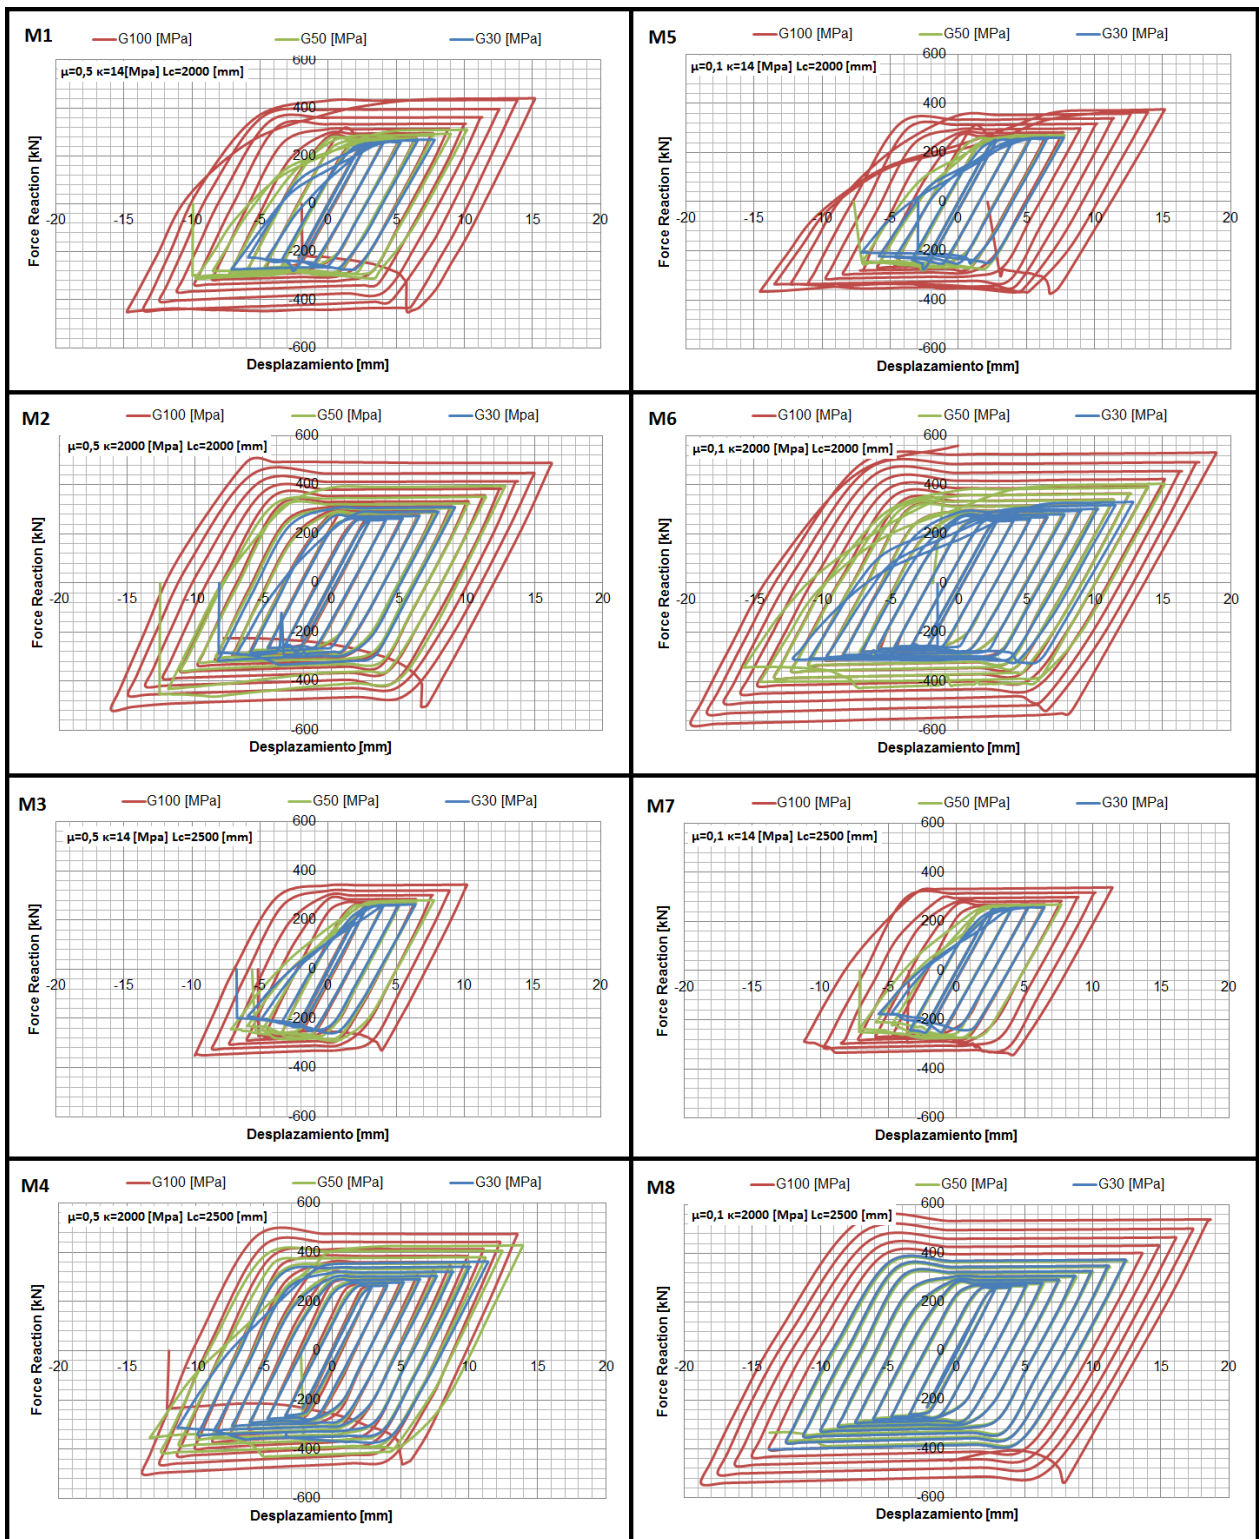 M1 G100 [MPa] G50 [MPa] G30 [MPa]
μ=0,5 κ=14[Mpa] Lc=2000 [mm]
Force Reaction [kN]
600
400
200
0
-20 -15 -10 -5 0 5 10 15 20
-200
-400
-600
Desplazamiento [mm]
M5 G100 [MPa] G50 [MPa] G30 [MPa]
μ=0,1 κ=14[Mpa] Lc=2000 [mm]
Force Reaction [kN]
600
400
200
0
-20 -15 -10 -5 0 5 10 15 20
-200
-400
-600
Desplazamiento [mm]
M2 G100 [Mpa] G50 [Mpa] G30 [Mpa]
μ=0,5 κ=2000 [Mpa] Lc=2000 [mm]
Force Reaction [kN]
600
400
200
0
-20 -15 -10 -5 0 5 10 15 20
-200
-400
-600
Desplazamiento [mm]
M6 G100 [MPa] G50 [MPa] G30 [MPa]
μ=0,1 κ=2000 [Mpa] Lc=2000 [mm]
Force Reaction [kN]
600
400
200
0
-20 -15 -10 -5 0 5 10 15 20
-200
-400
-600
Desplazamiento [mm]
M3 G100 [MPa] G50 [MPa] G30 [MPa]
μ=0,5 κ=14 [Mpa] Lc=2500 [mm]
Force Reaction [kN]
600
400
200
0
-20 -15 -10 -5 0 5 10 15 20
-200
-400
-600
Desplazamiento [mm]
M7 G100 [MPa] G50 [MPa] G30 [MPa]
μ=0,1 κ=14 [Mpa] Lc=2500 [mm]
Force Reaction [kN]
600
400
200
0
-20 -15 -10 -5 0 5 10 15 20
-200
-400
-600
Desplazamiento [mm]
M4 G100 [MPa] G50 [MPa] G30 [MPa]
μ=0,5 κ=2000 [Mpa] Lc=2500 [mm]
Force Reaction [kN]
600
400
200
0
-20 -15 -10 -5 0 5 10 15 20
-200
-400
-600
Desplazamiento [mm]
M8 G100 [MPa] G50 [MPa] G30 [MPa]
μ=0,1 κ=2000 [Mpa] Lc=2500 [mm]
Force Reaction [kN]
600
400
200
0
-20 -15 -10 -5 0 5 10 15 20
-200
-400
-600
Desplazamiento [mm]